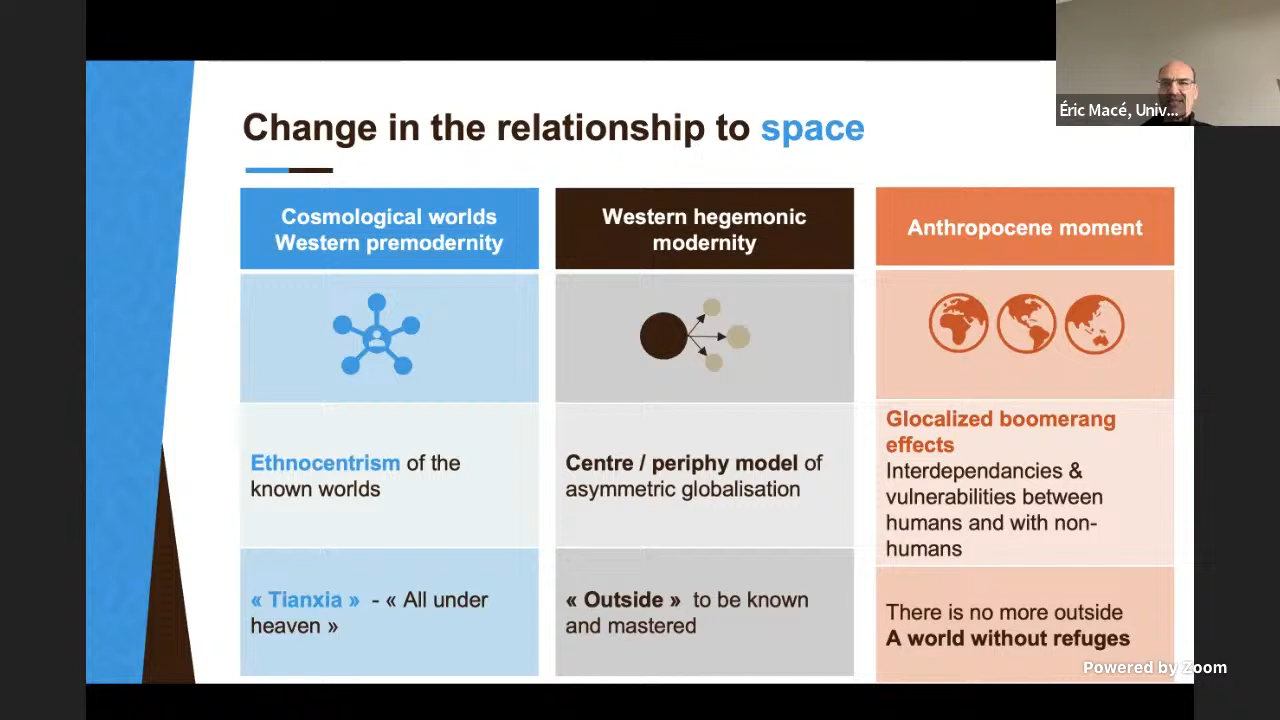 Éric Macé, Univ...
Change in the relationship to space
Cosmological worlds
Western premodernity
Western hegemonic
modernity
Anthropocene moment
Ethnocentrism of the
known worlds
Centre / periphy model of
asymmetric globalisation
Glocalized boomerang
effects
Interdependancies &
vulnerabilities between
humans and with non-
humans
« Tianxia »  - « All under
heaven »
« Outside »  to be known
and mastered
There is no more outside
A world without refuges
Powered by Zoom